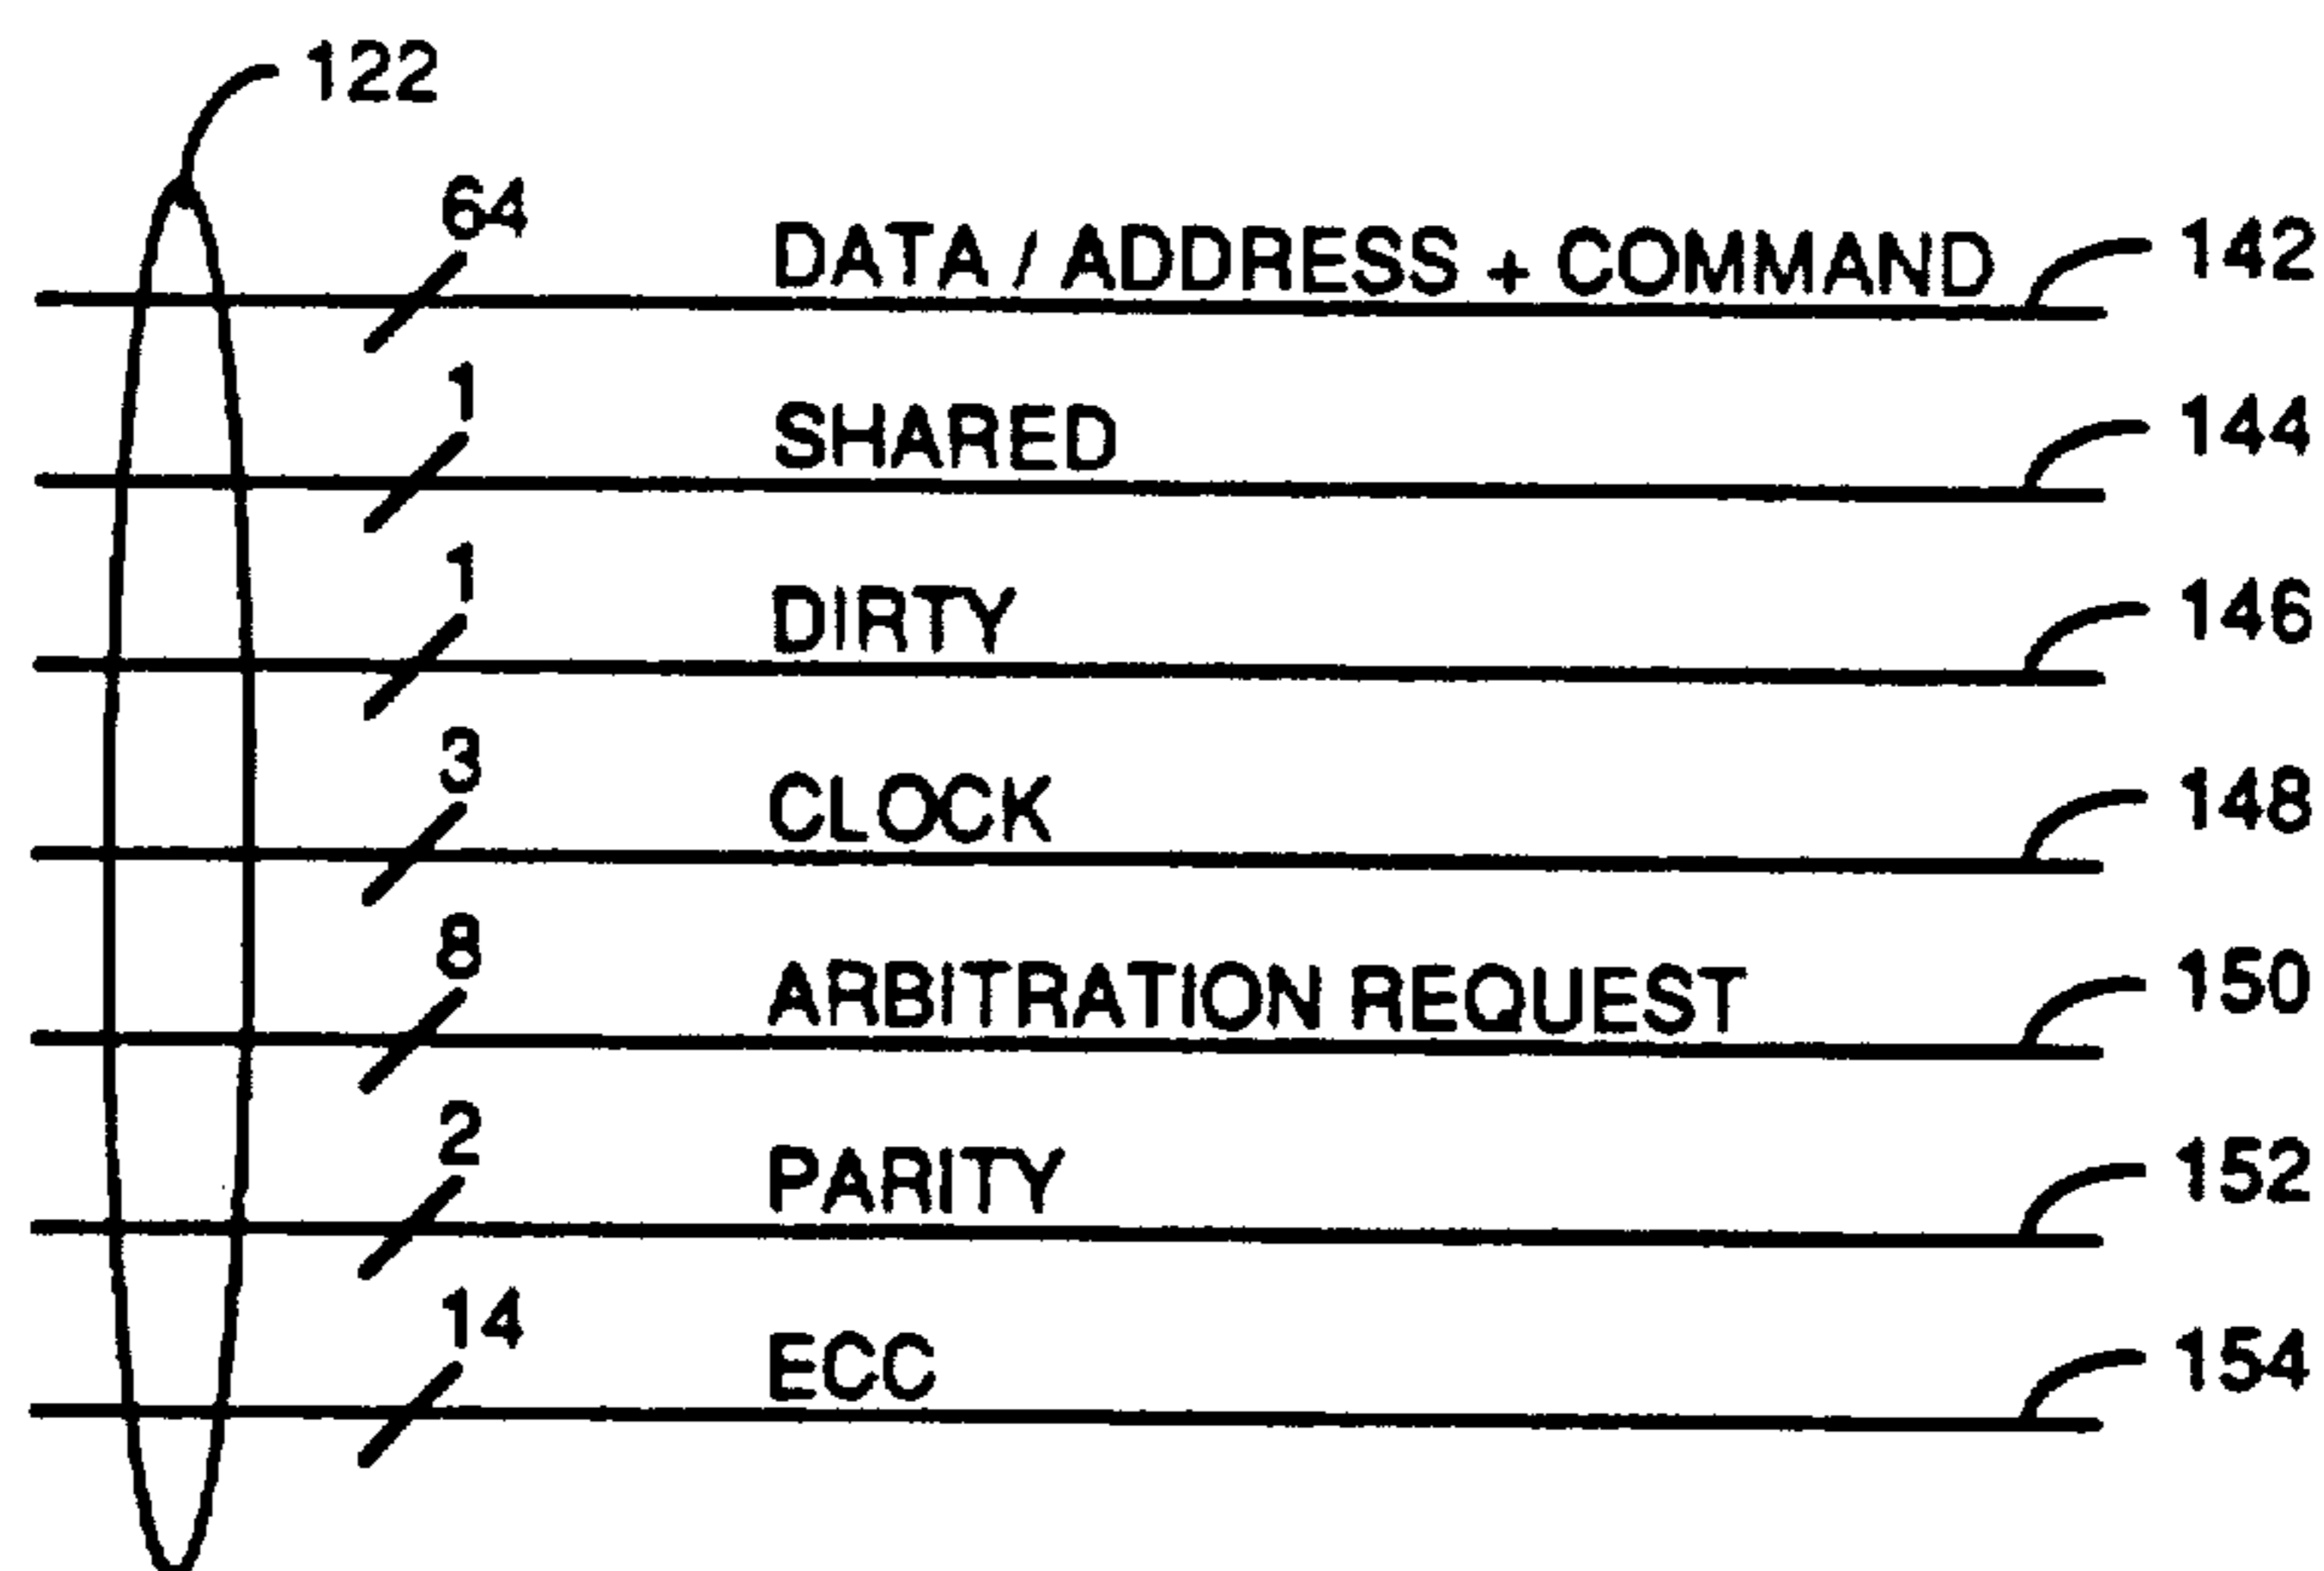 122
64
DATA / ADDRESS + COMMAND
142
1
SHARED
144
1
DIRTY
146
3
CLOCK
148
8
ARBITRATION REQUEST
150
2
PARITY
152
14
ECC
154